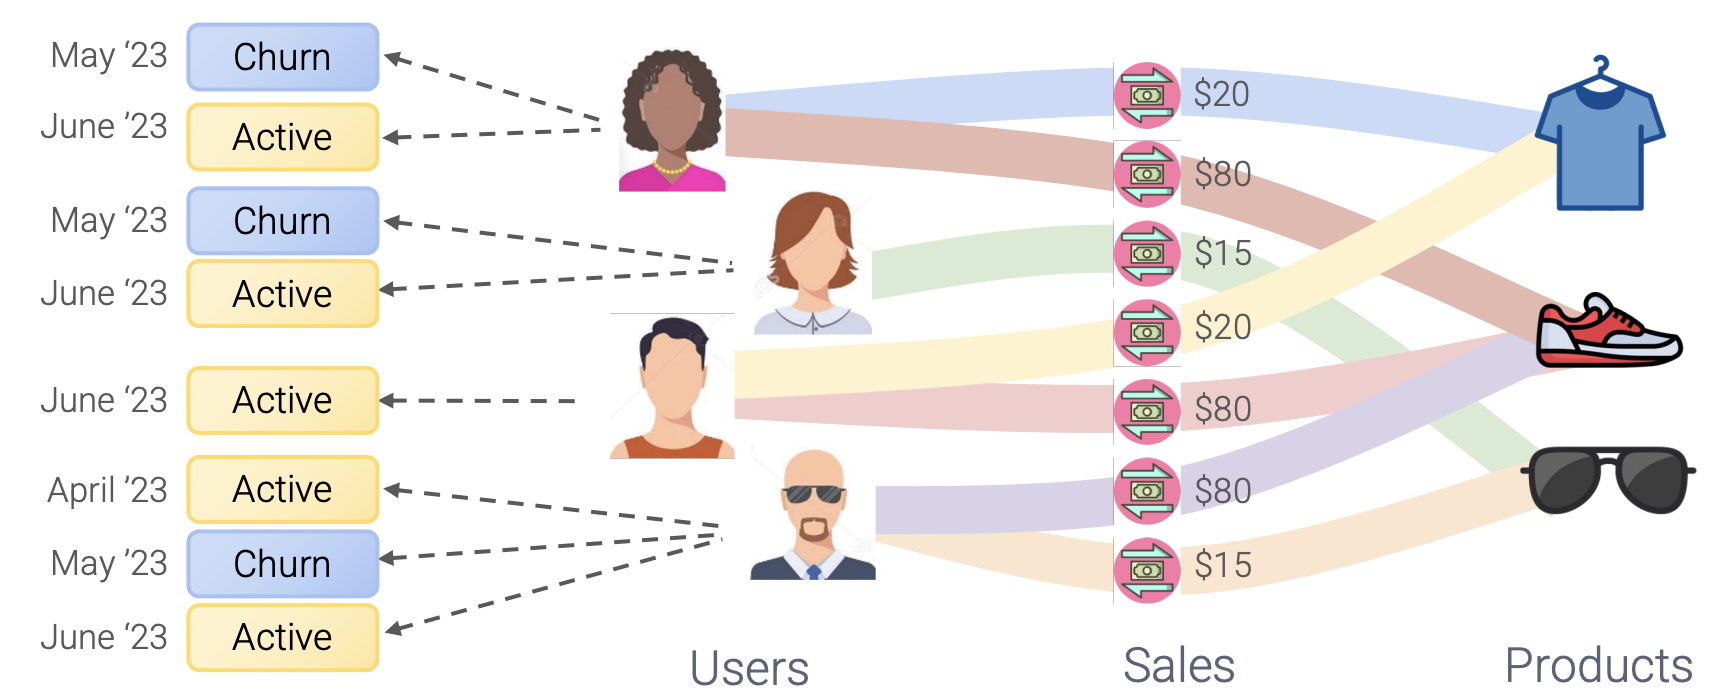 May ‘23 Churn
June ‘23 Active
May ‘23 Churn
June ‘23 Active
June ‘23 Active
April ‘23 Active
May ‘23 Churn
June ‘23 Active
$20
$80
$15
$20
$80
$80
$15
Users
Sales
Products